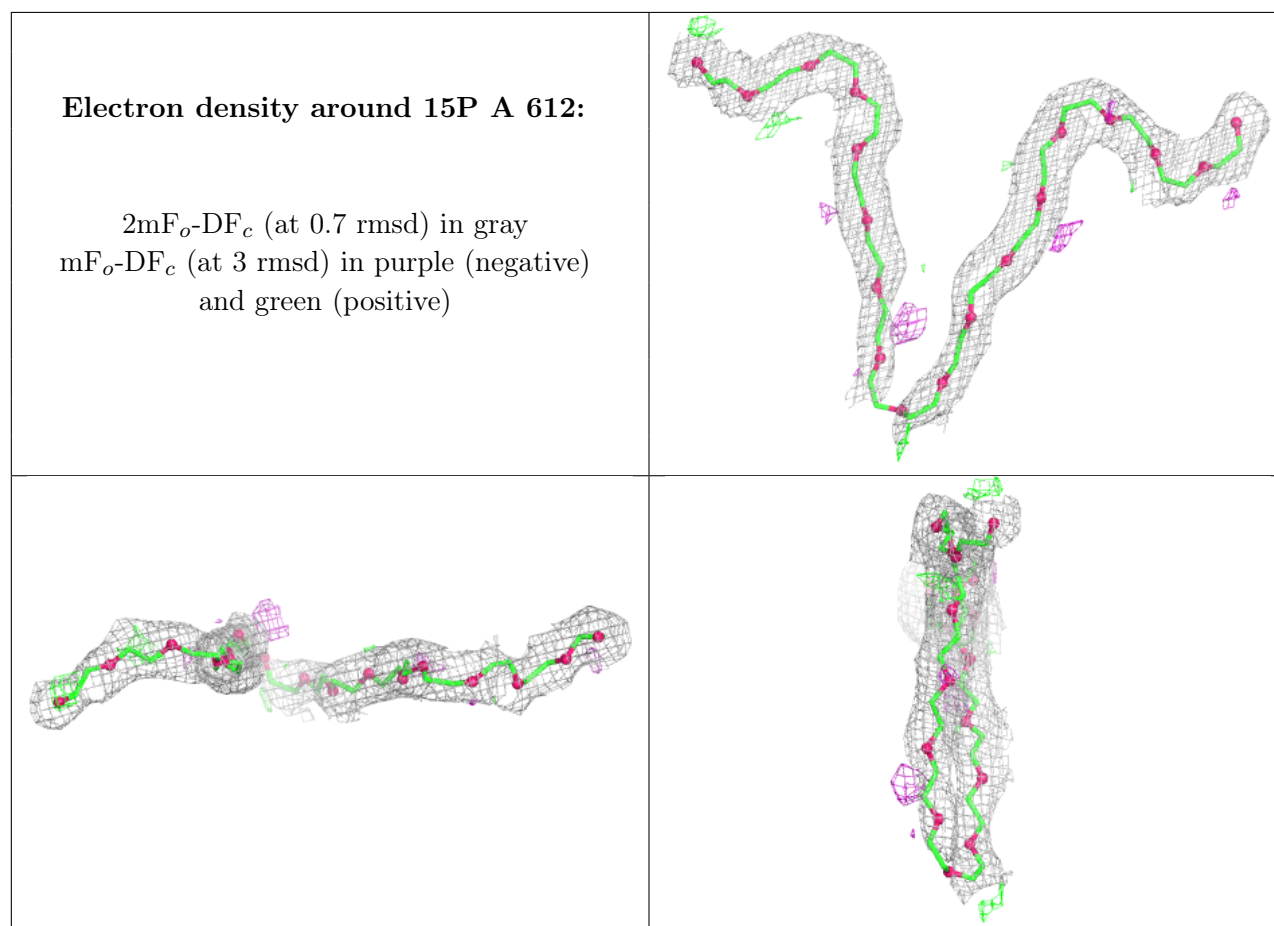 Electron density around 15P A 612:
2mFo-DFc (at 0.7 rmsd) in gray
mFo-DFc (at 3 rmsd) in purple (negative)
and green (positive)